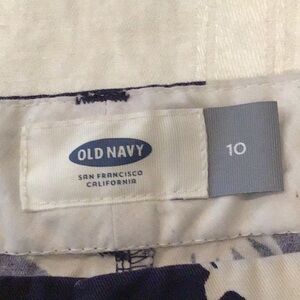 OLD NAVY
SAN FRANCISCO
CALIFORNIA
10